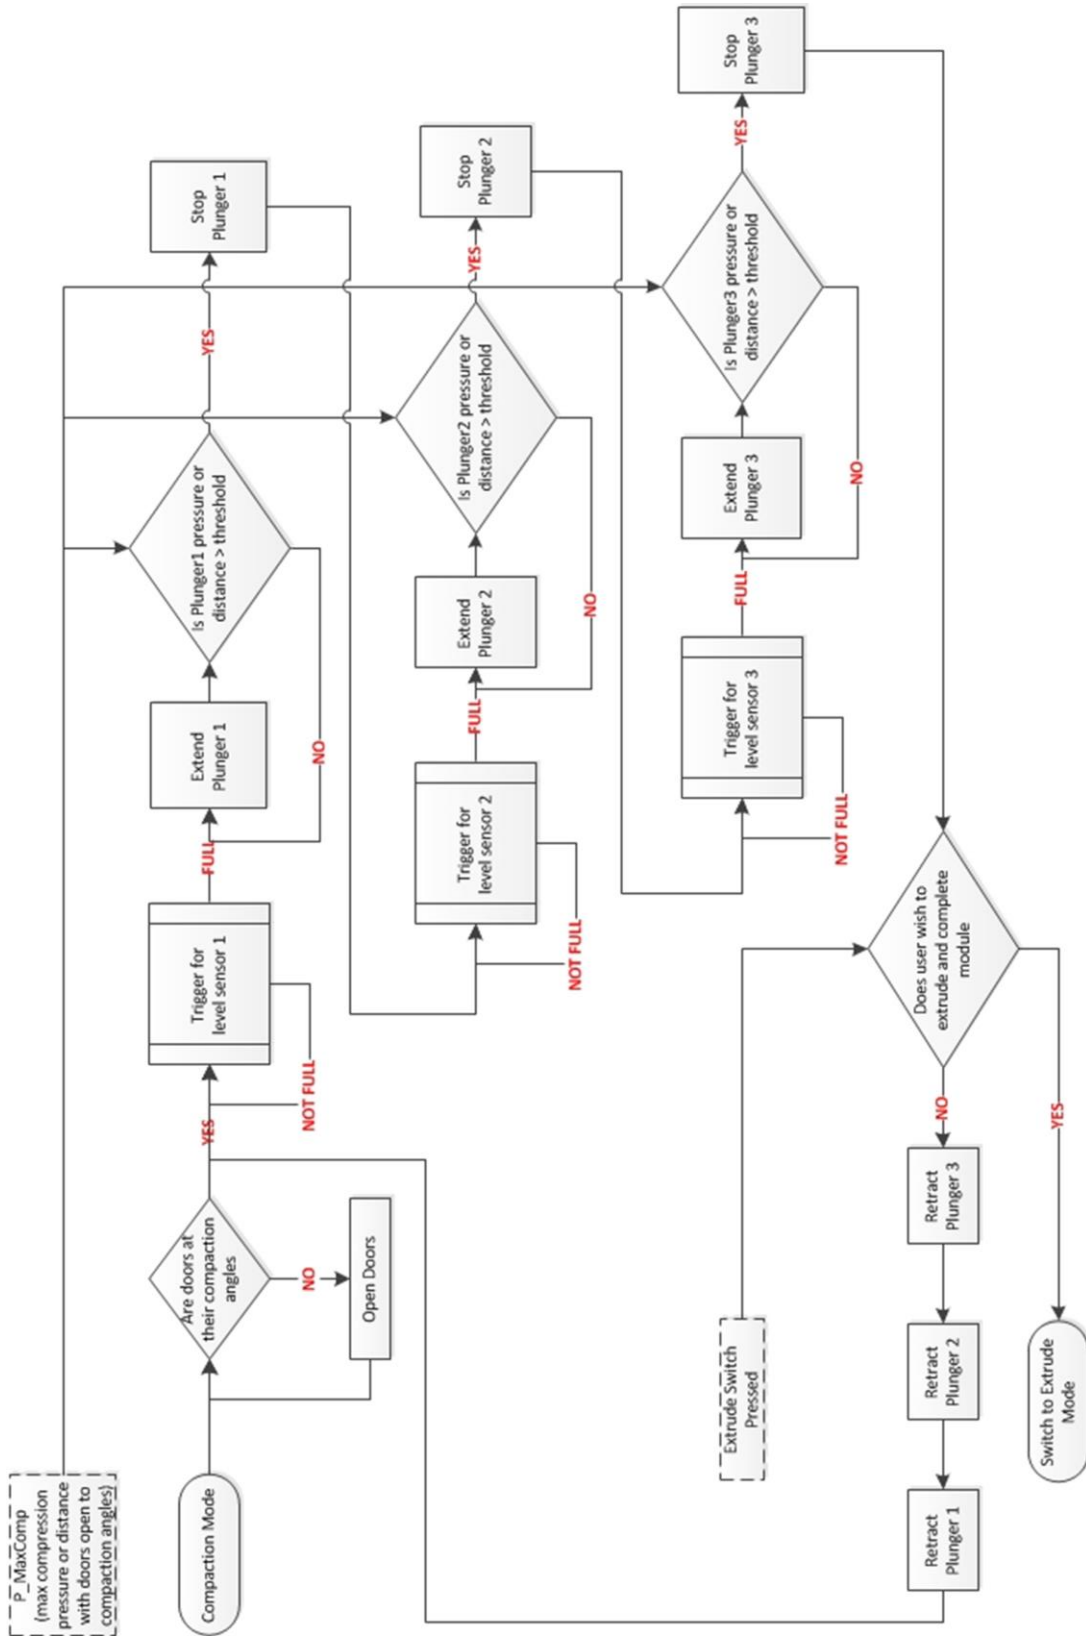 P_MaxComp
(max compression
pressure or distance
with doors open to
compaction angles)
Compaction Mode
Are doors at
their compaction
angles
NO
Open Doors
YES
NOT FULL
Trigger for
level sensor 1
FULL
Extend
Plunger 1
NO
Is Plunger1 pressure or
distance > threshold
YES
Stop
Plunger 1
NOT FULL
Trigger for
level sensor 2
FULL
Extend
Plunger 2
NO
Is Plunger2 pressure or
distance > threshold
YES
Stop
Plunger 2
NOT FULL
Trigger for
level sensor 3
FULL
Extend
Plunger 3
NO
Is Plunger3 pressure or
distance > threshold
YES
Stop
Plunger 3
Extrude Switch
Pressed
Does user wish to
extrude and complete
module
NO
Retract
Plunger 3
Retract
Plunger 2
Retract
Plunger 1
YES
Switch to Extrude
Mode